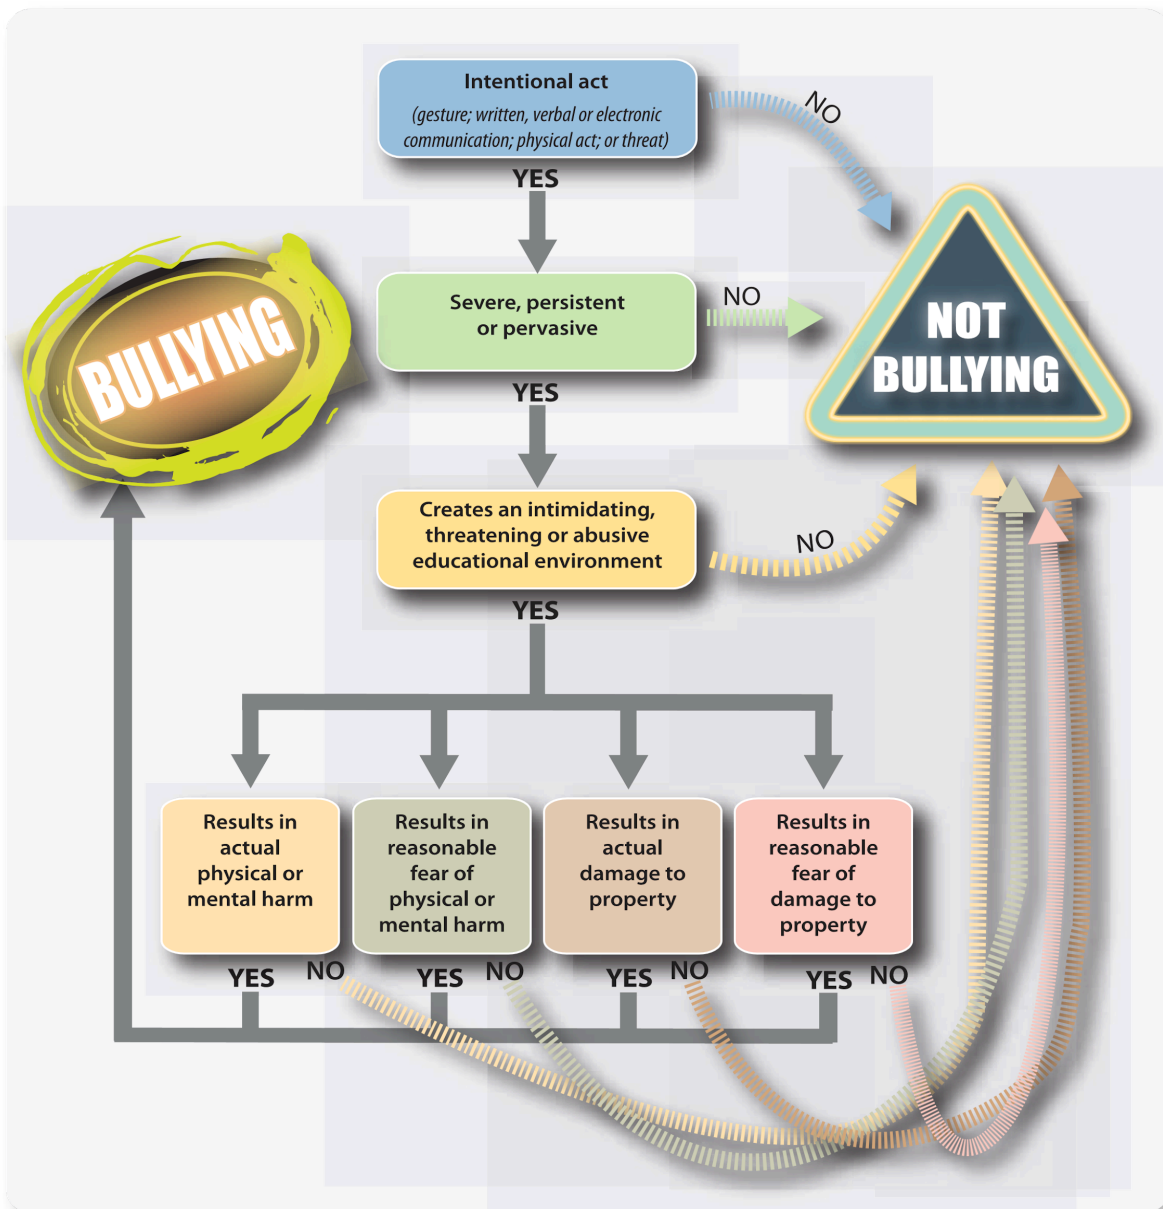 Intentional act
(gesture; written, verbal or electronic
communication; physical act; or threat)
NO
YES
BULLYING
Severe, persistent
or pervasive
NO
NOT
BULLYING
YES
Creates an intimidating,
threatening or abusive
educational environment
NO
YES
Results in
actual
physical or
mental harm
Results in
reasonable
fear of
physical or
mental harm
Results in
actual
damage to
property
Results in
reasonable
fear of
damage to
property
YES
NO
YES
NO
YES
NO
YES
NO